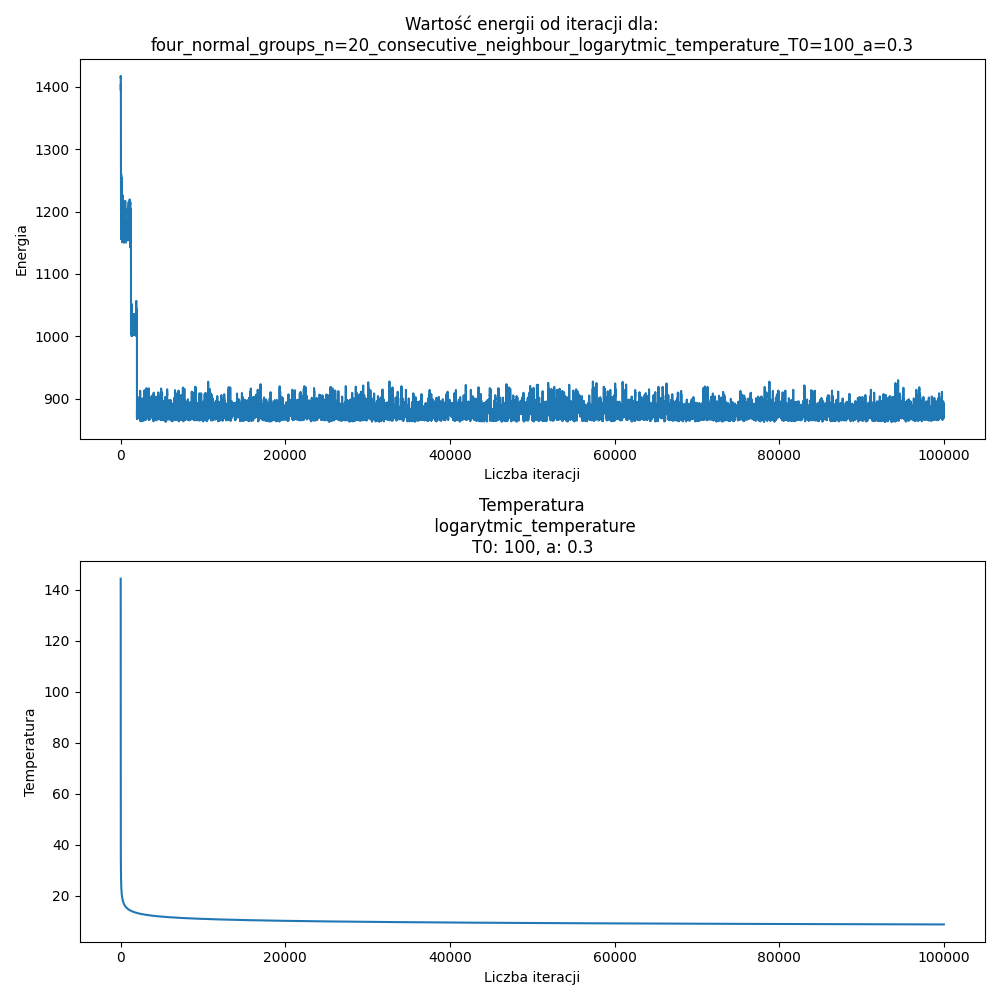 Wartość energii od iteracji dla:
four_normal_groups_n=20_consecutive_neighbour_logarytmic_temperature_T0=100_a=0.3
1400
1300
1200
1100
1000
900
Energia
0
20000
40000
60000
80000
100000
Liczba iteracji
Temperatura
logarytmic_temperature
T0: 100, a: 0.3
140
120
100
80
60
40
20
Temperatura
0
20000
40000
60000
80000
100000
Liczba iteracji